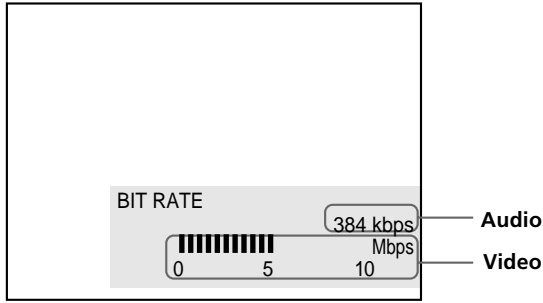 BIT RATE
384 kbps
Audio
Mbps
Video
0 5 10